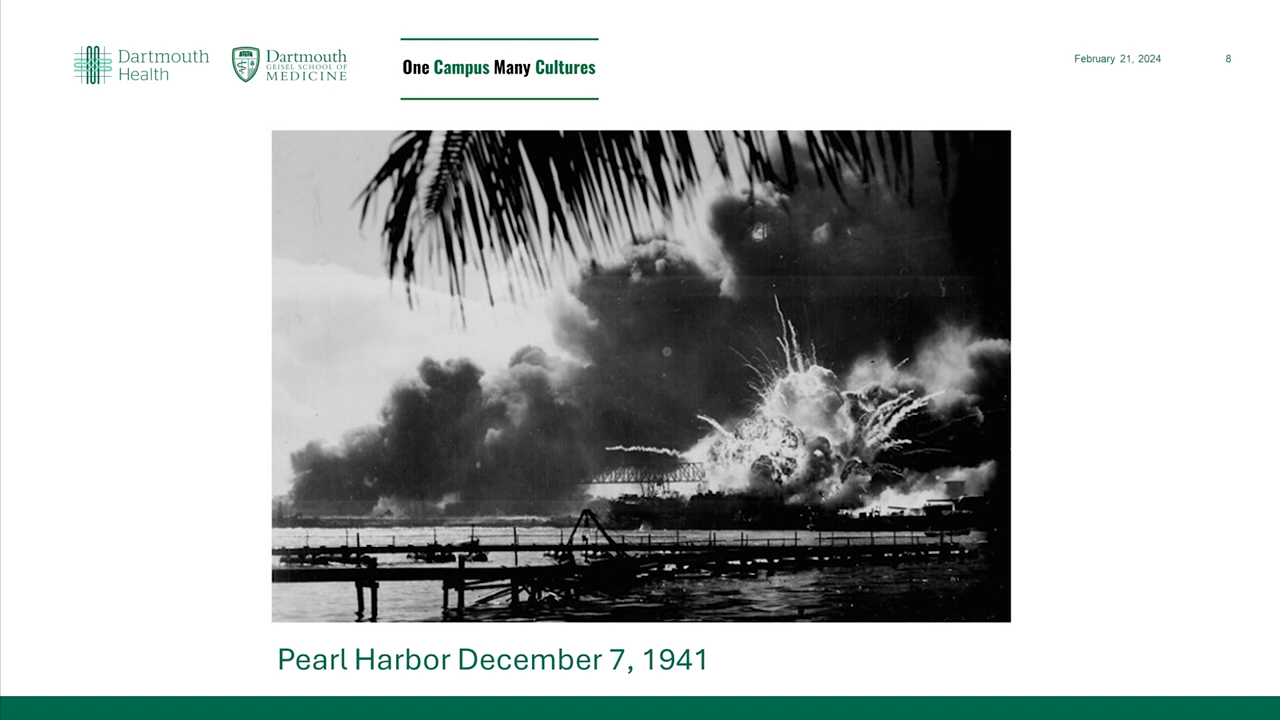 Dartmouth
Health
Dartmouth
GEISEL SCHOOL OF
MEDICINE
One Campus Many Cultures
February 21, 2024
8
Pearl Harbor December 7, 1941